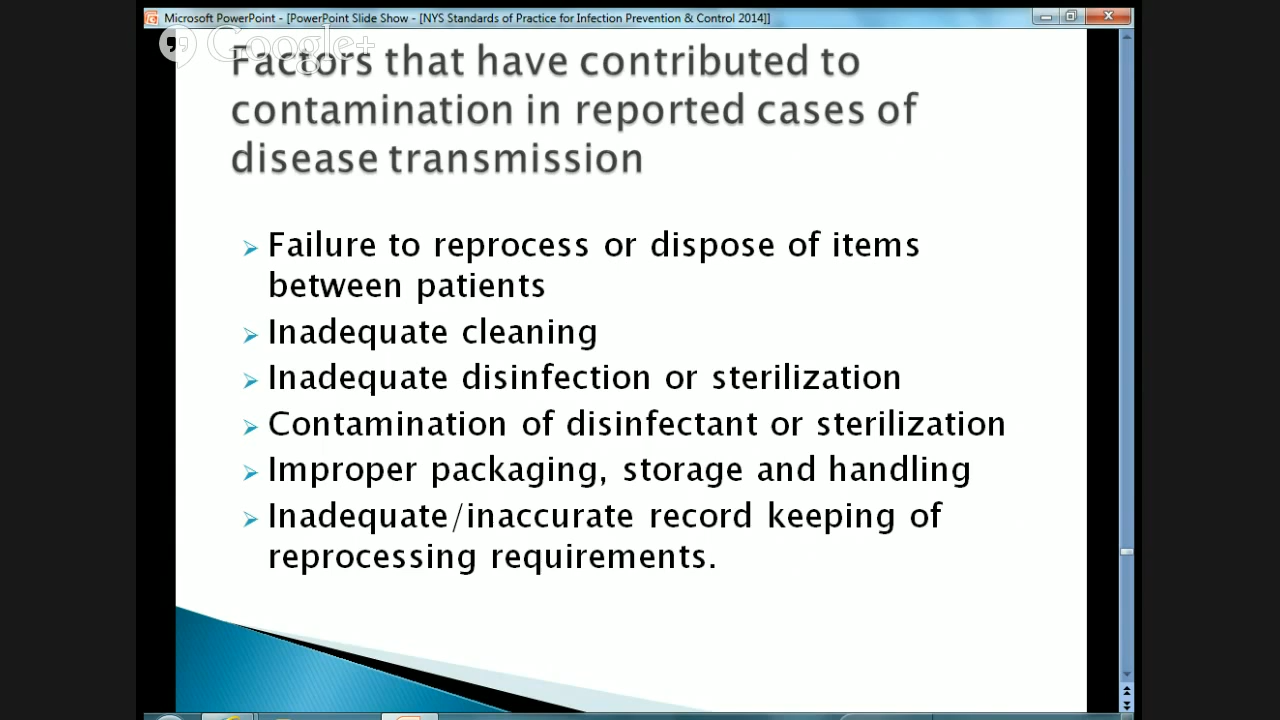 Microsoft PowerPoint - [PowerPoint Slide Show - [NYS Standards of Practice for Infection Prevention & Control 2014]]
Google+
Factors that have contributed to
contamination in reported cases of
disease transmission
Failure to reprocess or dispose of items
between patients
Inadequate cleaning
Inadequate disinfection or sterilization
Contamination of disinfectant or sterilization
Improper packaging, storage and handling
Inadequate/inaccurate record keeping of
reprocessing requirements.